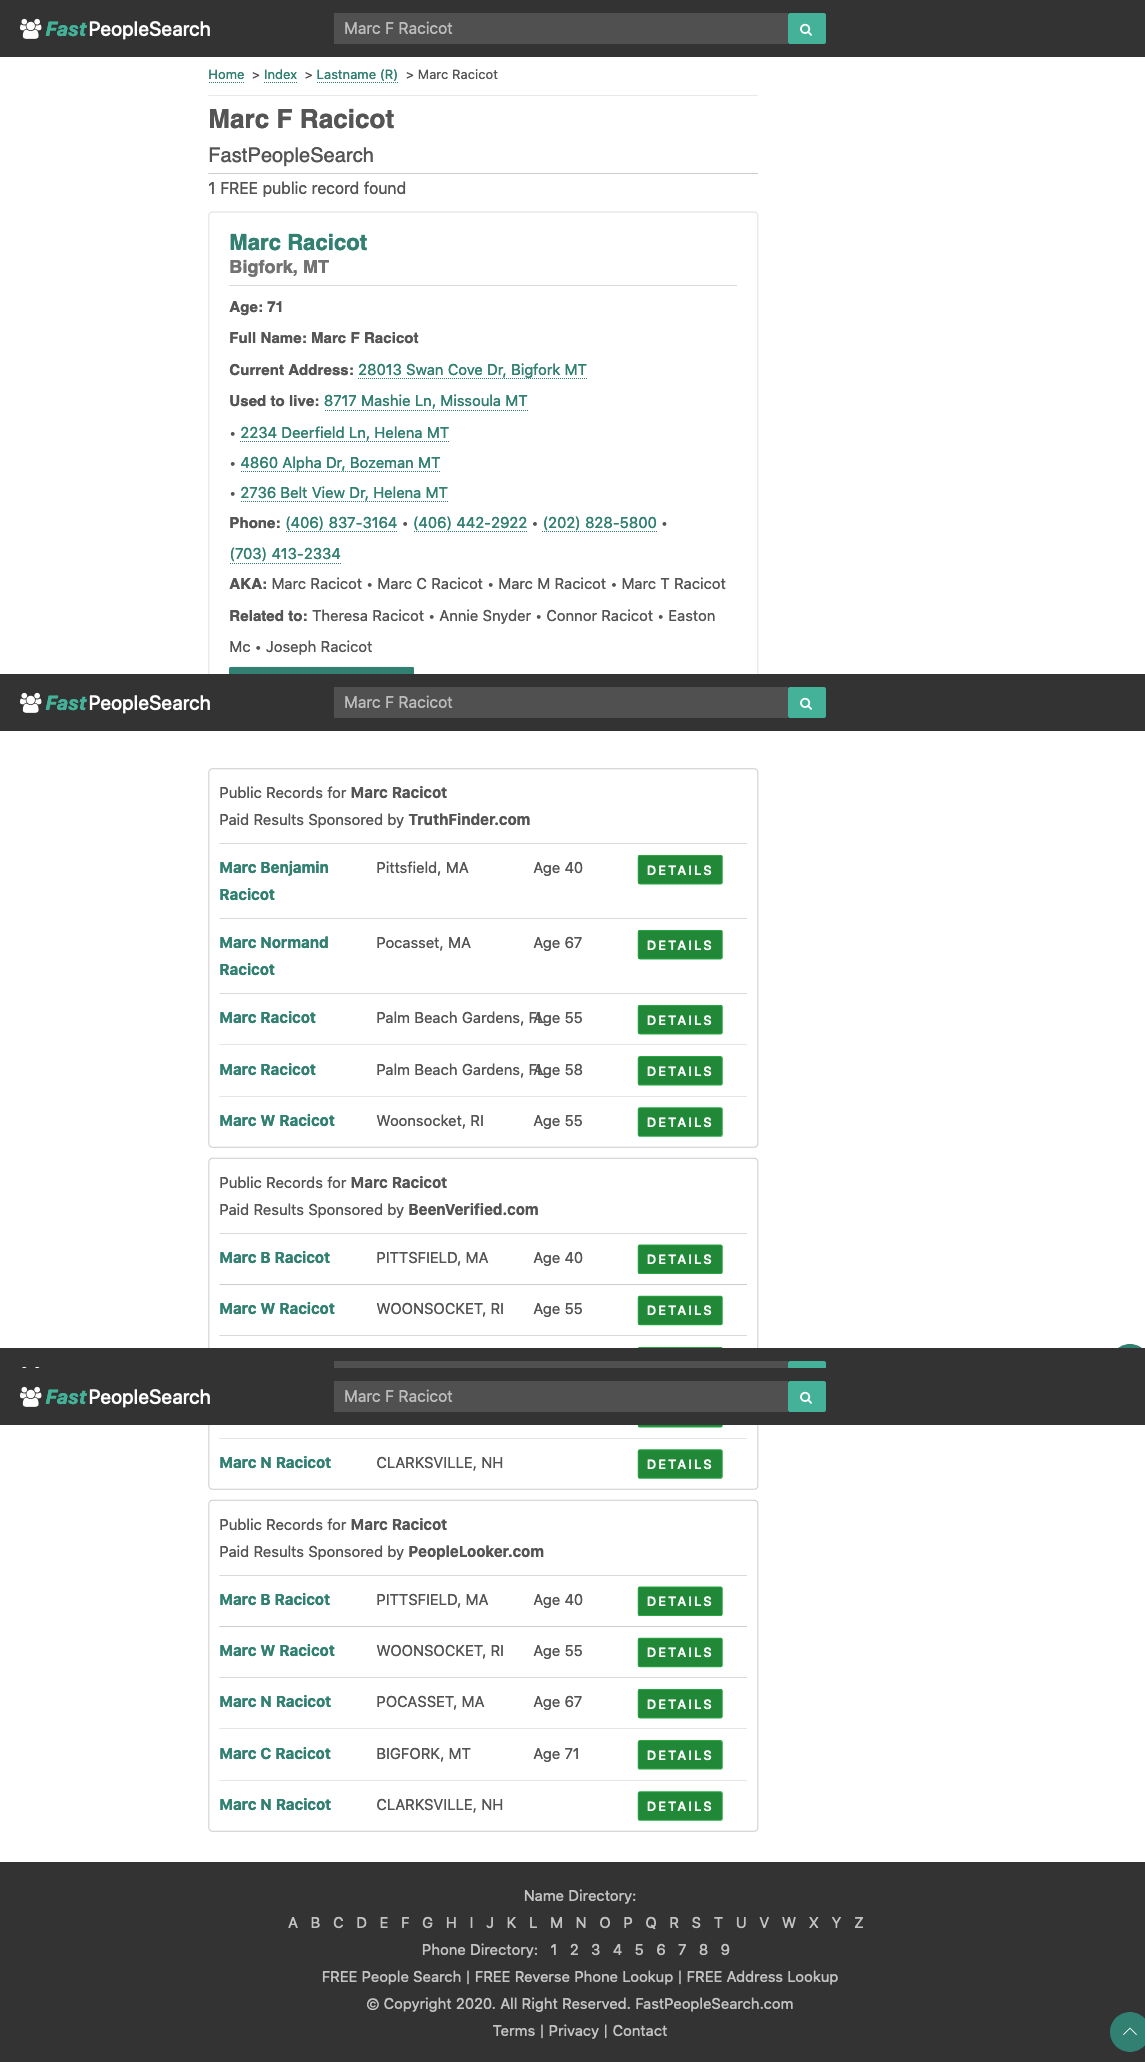 FastPeopleSearch
Marc F Racicot
Home > Index > Lastname (R) > Marc Racicot
Marc F Racicot
FastPeopleSearch
1 FREE public record found
Marc Racicot
Bigfork, MT
Age: 71
Full Name: Marc F Racicot
Current Address: 28013 Swan Cove Dr, Bigfork MT
Used to live: 8717 Mashie Ln, Missoula MT
• 2234 Deerfield Ln, Helena MT
• 4860 Alpha Dr, Bozeman MT
• 2736 Belt View Dr, Helena MT
Phone: (406) 837-3164 • (406) 442-2922 • (202) 828-5800 •
(703) 413-2334
AKA: Marc Racicot • Marc C Racicot • Marc M Racicot • Marc T Racicot
Related to: Theresa Racicot • Annie Snyder • Connor Racicot • Easton
Mc • Joseph Racicot
FastPeopleSearch
Marc F Racicot
Public Records for Marc Racicot
Paid Results Sponsored by TruthFinder.com
Marc Benjamin Racicot Pittsfield, MA Age 40 DETAILS
Marc Normand Racicot Pocasset, MA Age 67 DETAILS
Marc Racicot Palm Beach Gardens, FL Age 55 DETAILS
Marc Racicot Palm Beach Gardens, FL Age 58 DETAILS
Marc W Racicot Woonsocket, RI Age 55 DETAILS
Public Records for Marc Racicot
Paid Results Sponsored by BeenVerified.com
Marc B Racicot PITTSFIELD, MA Age 40 DETAILS
Marc W Racicot WOONSOCKET, RI Age 55 DETAILS
FastPeopleSearch
Marc F Racicot
Marc N Racicot CLARKSVILLE, NH DETAILS
Public Records for Marc Racicot
Paid Results Sponsored by PeopleLooker.com
Marc B Racicot PITTSFIELD, MA Age 40 DETAILS
Marc W Racicot WOONSOCKET, RI Age 55 DETAILS
Marc N Racicot POCASSET, MA Age 67 DETAILS
Marc C Racicot BIGFORK, MT Age 71 DETAILS
Marc N Racicot CLARKSVILLE, NH DETAILS
Name Directory:
A B C D E F G H I J K L M N O P Q R S T U V W X Y Z
Phone Directory: 1 2 3 4 5 6 7 8 9
FREE People Search | FREE Reverse Phone Lookup | FREE Address Lookup
© Copyright 2020. All Right Reserved. FastPeopleSearch.com
Terms | Privacy | Contact